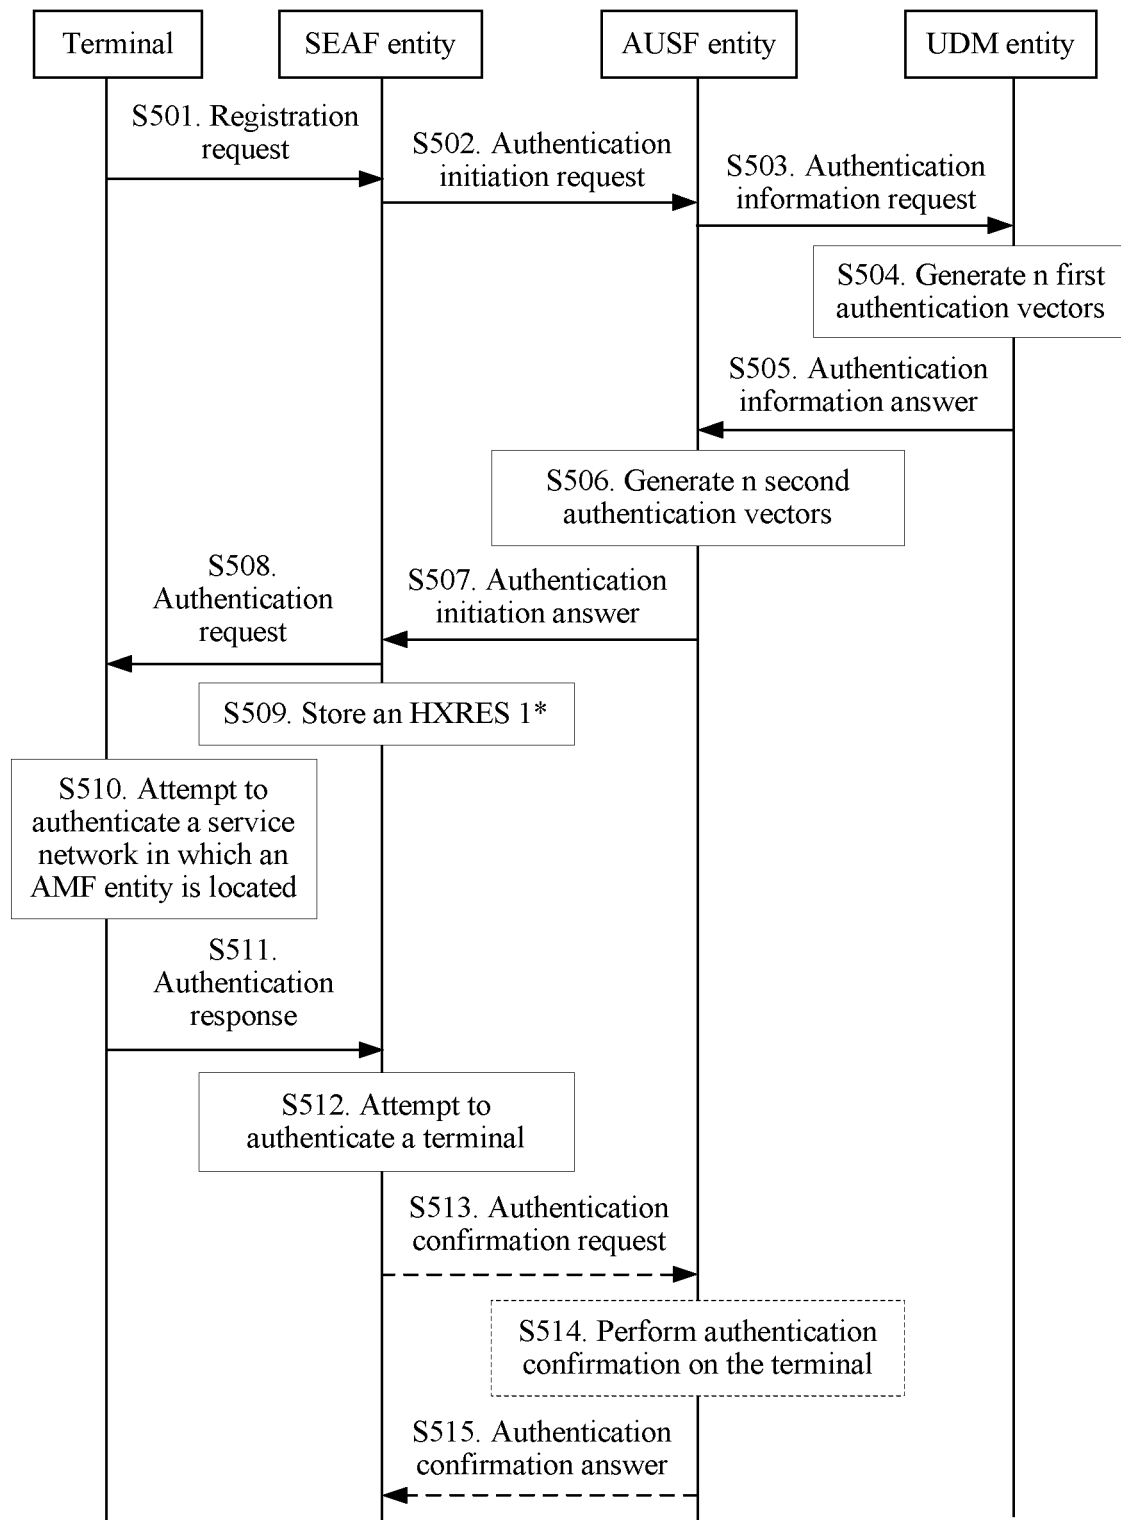 Terminal
SEAF entity
AUSF entity
UDM entity
S501. Registration
request
S502. Authentication
initiation request
S503. Authentication
information request
S504. Generate n first
authentication vectors
S505. Authentication
information answer
S506. Generate n second
authentication vectors
S507. Authentication
initiation answer
S508.
Authentication
request
S509. Store an HXRES 1*
S510. Attempt to
authenticate a service
network in which an
AMF entity is located
S511.
Authentication
response
S512. Attempt to
authenticate a terminal
S513. Authentication
confirmation request
S514. Perform authentication
confirmation on the terminal
S515. Authentication
confirmation answer